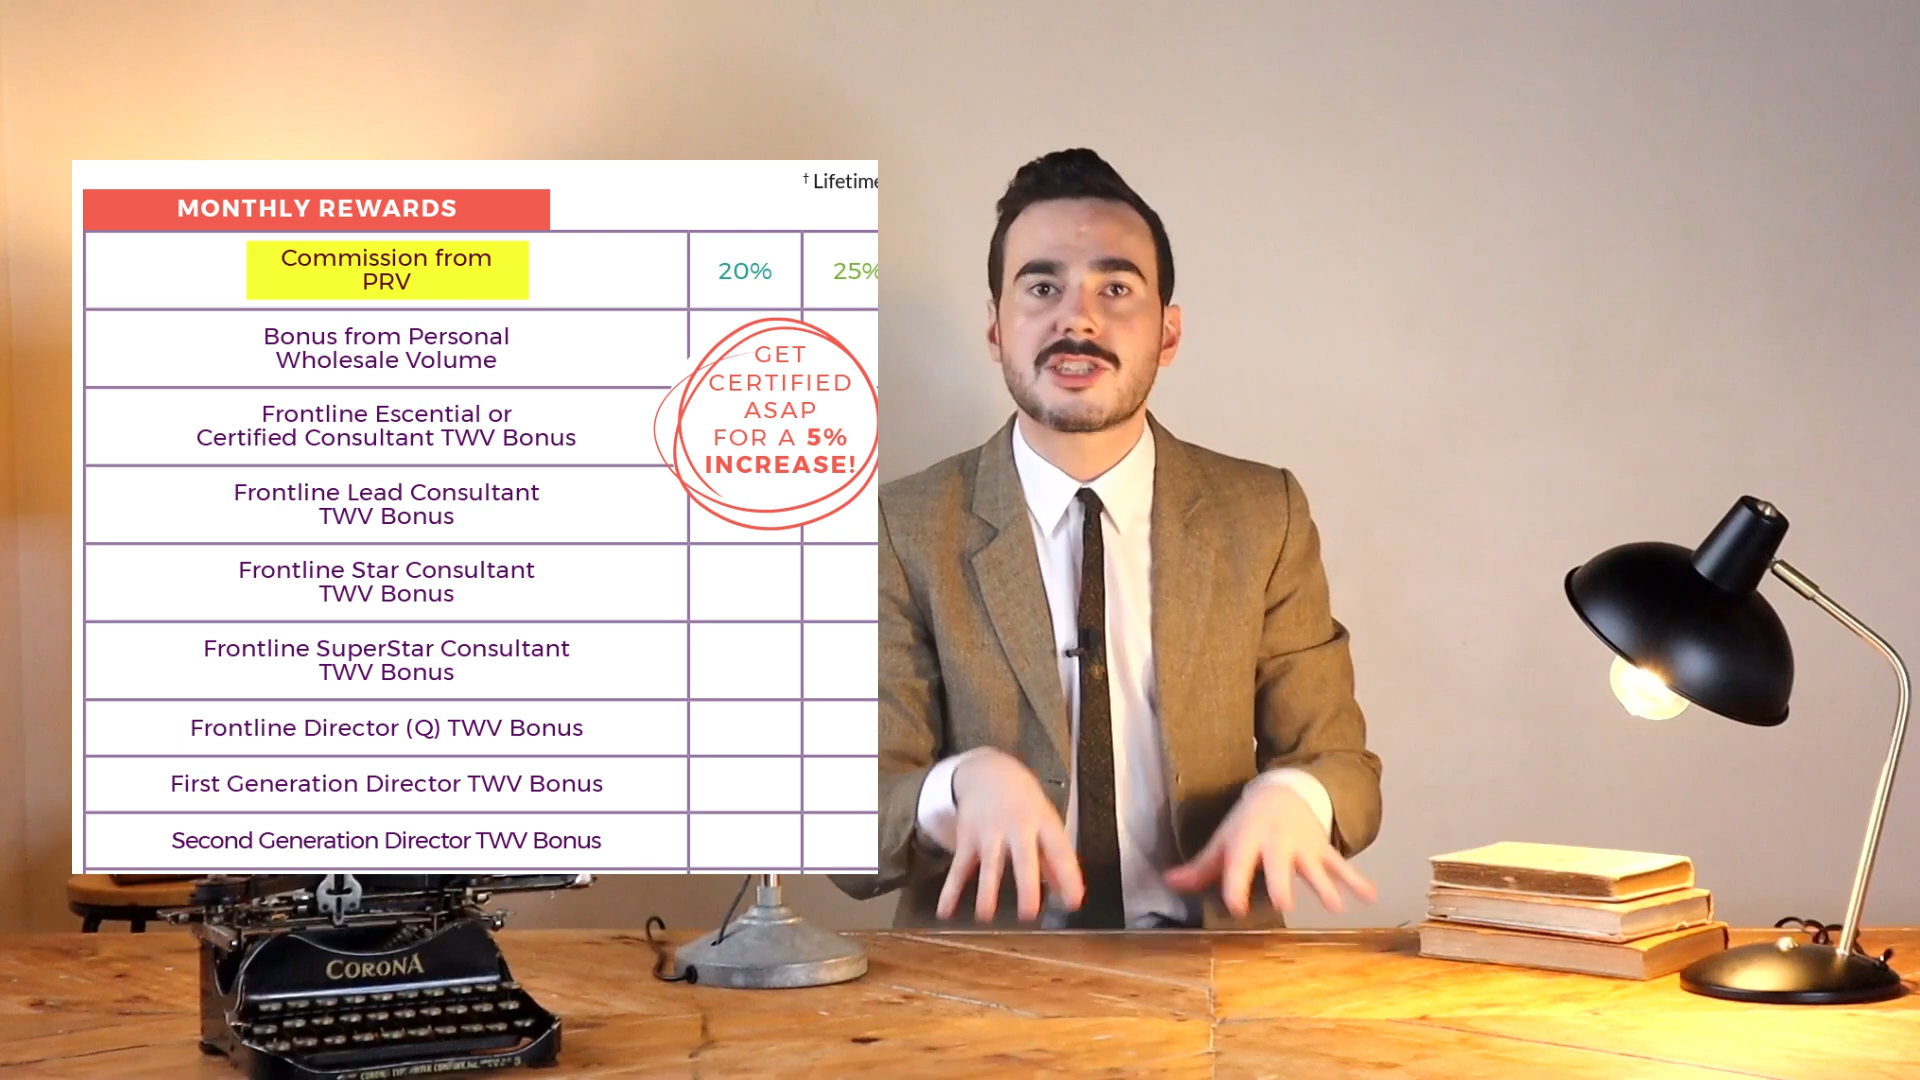 † Lifetime
MONTHLY REWARDS
Commission from
PRV
20%
25%
Bonus from Personal
Wholesale Volume
Frontline Escential or
Certified Consultant TWV Bonus
GET
CERTIFIED
ASAP
FOR A 5%
INCREASE!
Frontline Lead Consultant
TWV Bonus
Frontline Star Consultant
TWV Bonus
Frontline SuperStar Consultant
TWV Bonus
Frontline Director (Q) TWV Bonus
First Generation Director TWV Bonus
Second Generation Director TWV Bonus
CORONA